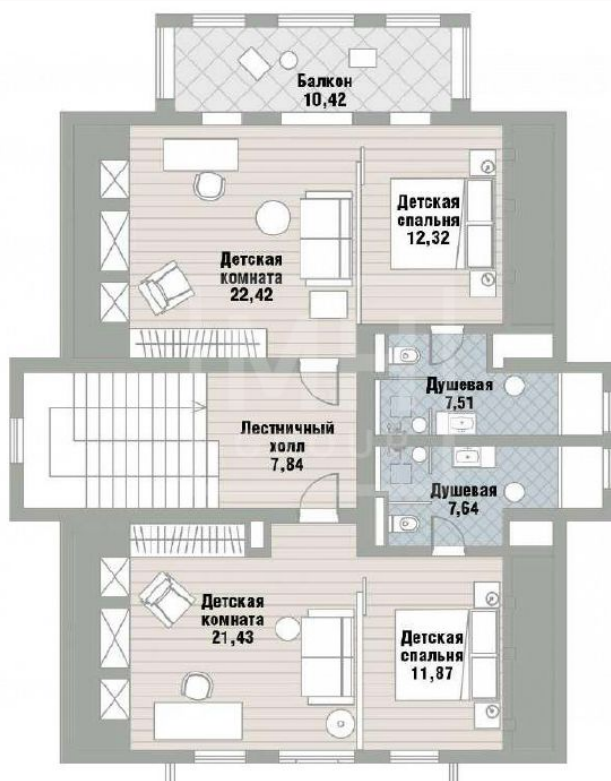 Балкон
10,42
Детская
спальня
12,32
Детская
комната
22,42
Душевая
7,51
Лестничный
холл
7,84
Душевая
7,64
Детская
комната
21,43
Детская
спальня
11,87